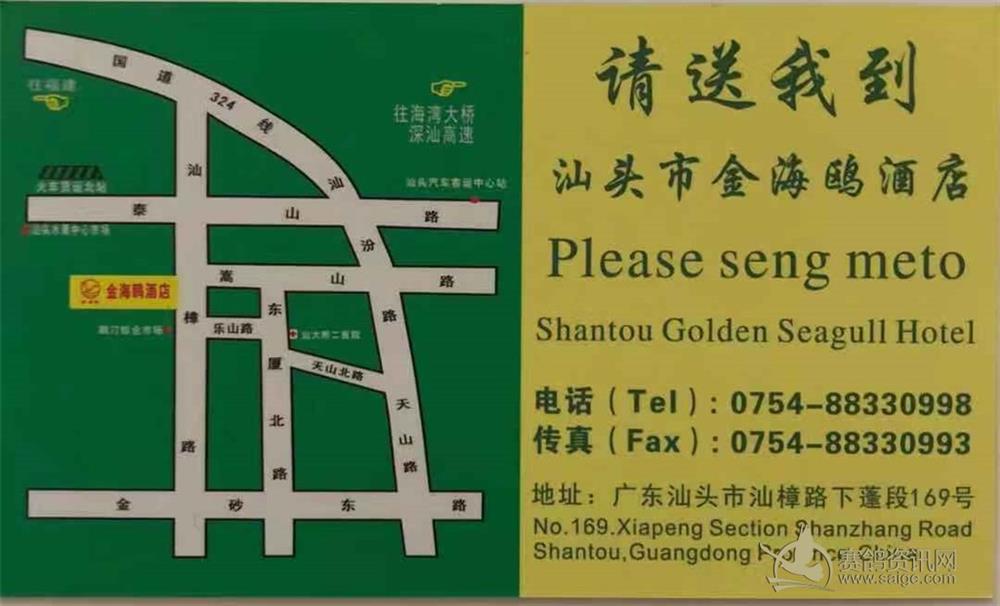 国道324线
往福建
往海湾大桥
深汕高速
汕
汾
路
火车货运北站
汕头汽车客运中心站
泰山路
汕头水果中心市场
嵩山路
金海鸥酒店
汕樟路
乐山路
东厦北路
汕大附二医院
天山北路
天山路
金砂东路
请送我到
汕头市金海鸥酒店
Please seng meto
Shantou Golden Seagull Hotel
电话（Tel）: 0754-88330998
传真（Fax）: 0754-88330993
地址：广东汕头市汕樟路下蓬段169号
No.169.Xiapeng Section Shanzhang Road
Shantou,Guangdong Province,China
赛鸽资讯网
www.saigc.com